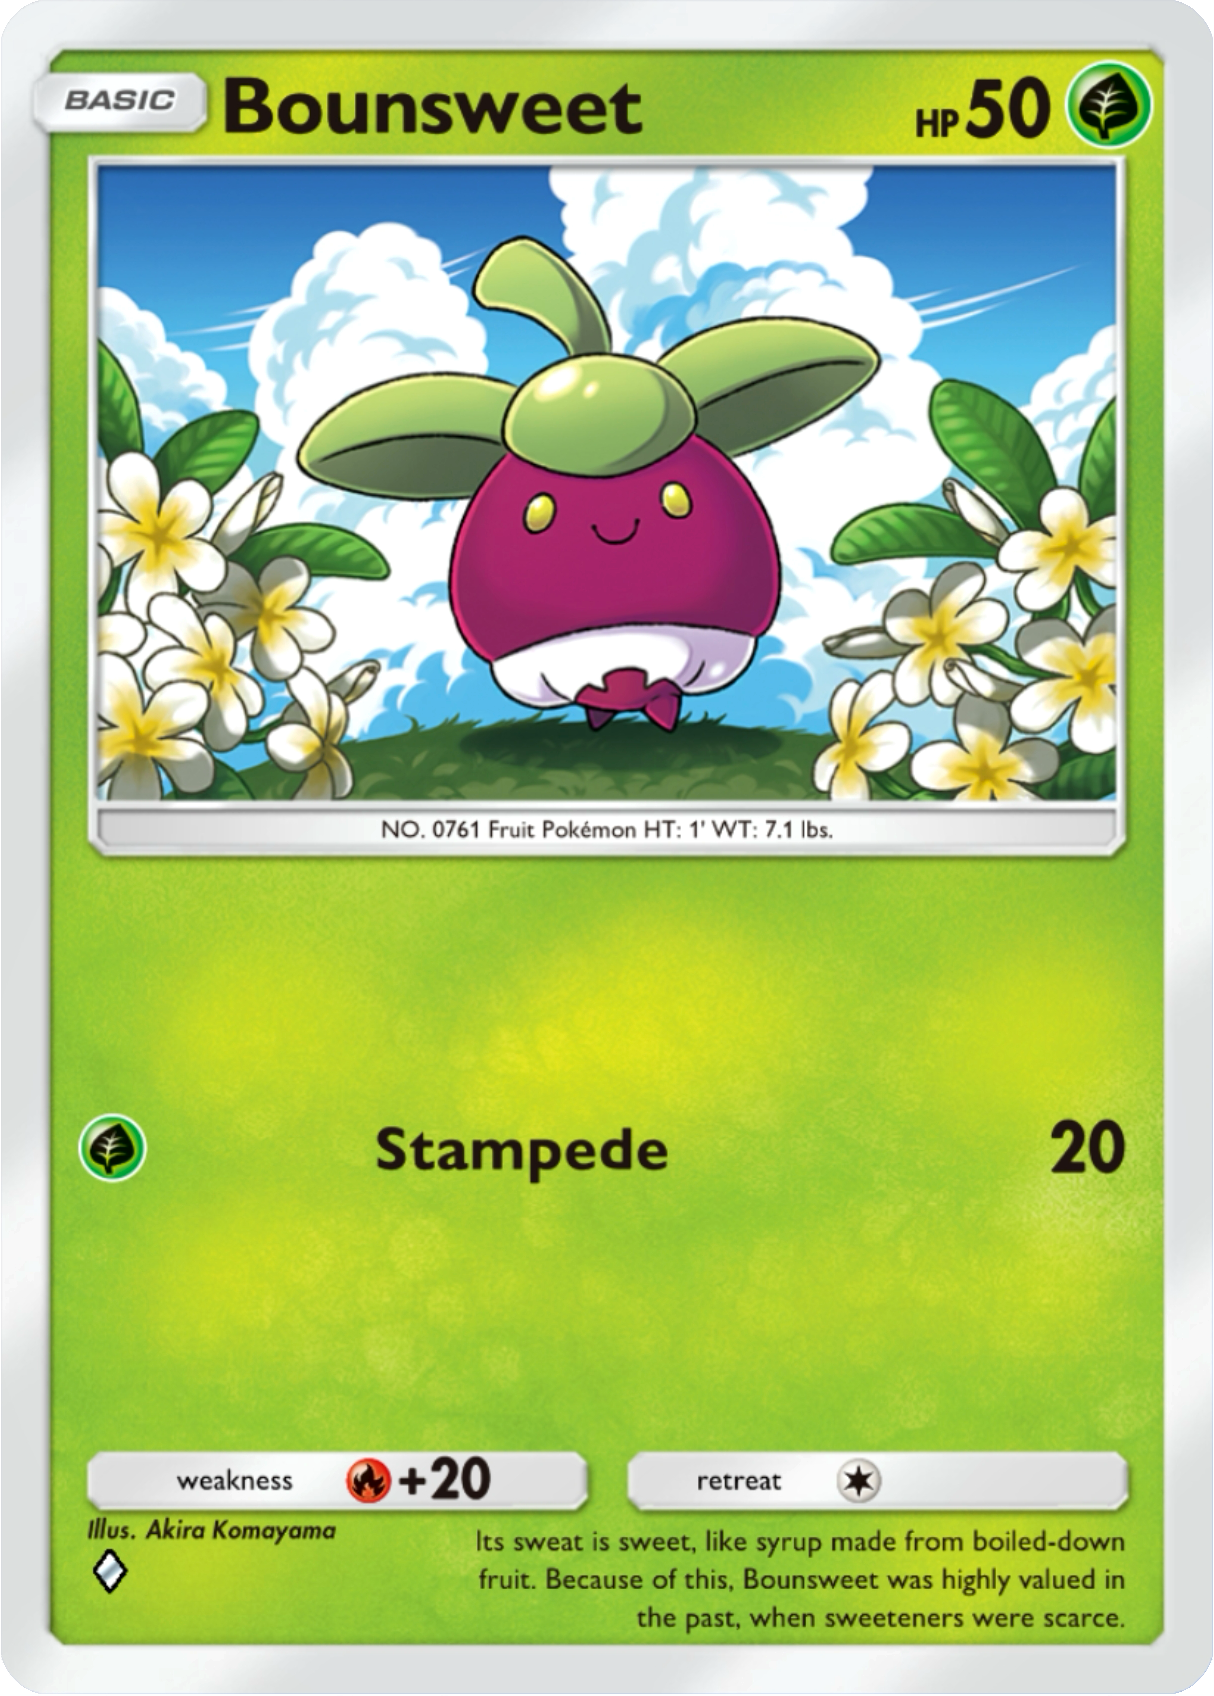 BASIC Bounsweet HP 50
NO. 0761 Fruit Pokémon HT: 1' WT: 7.1 lbs.
Stampede 20
weakness +20 retreat
Illus. Akira Komayama
Its sweat is sweet, like syrup made from boiled-down
fruit. Because of this, Bounsweet was highly valued in
the past, when sweeteners were scarce.